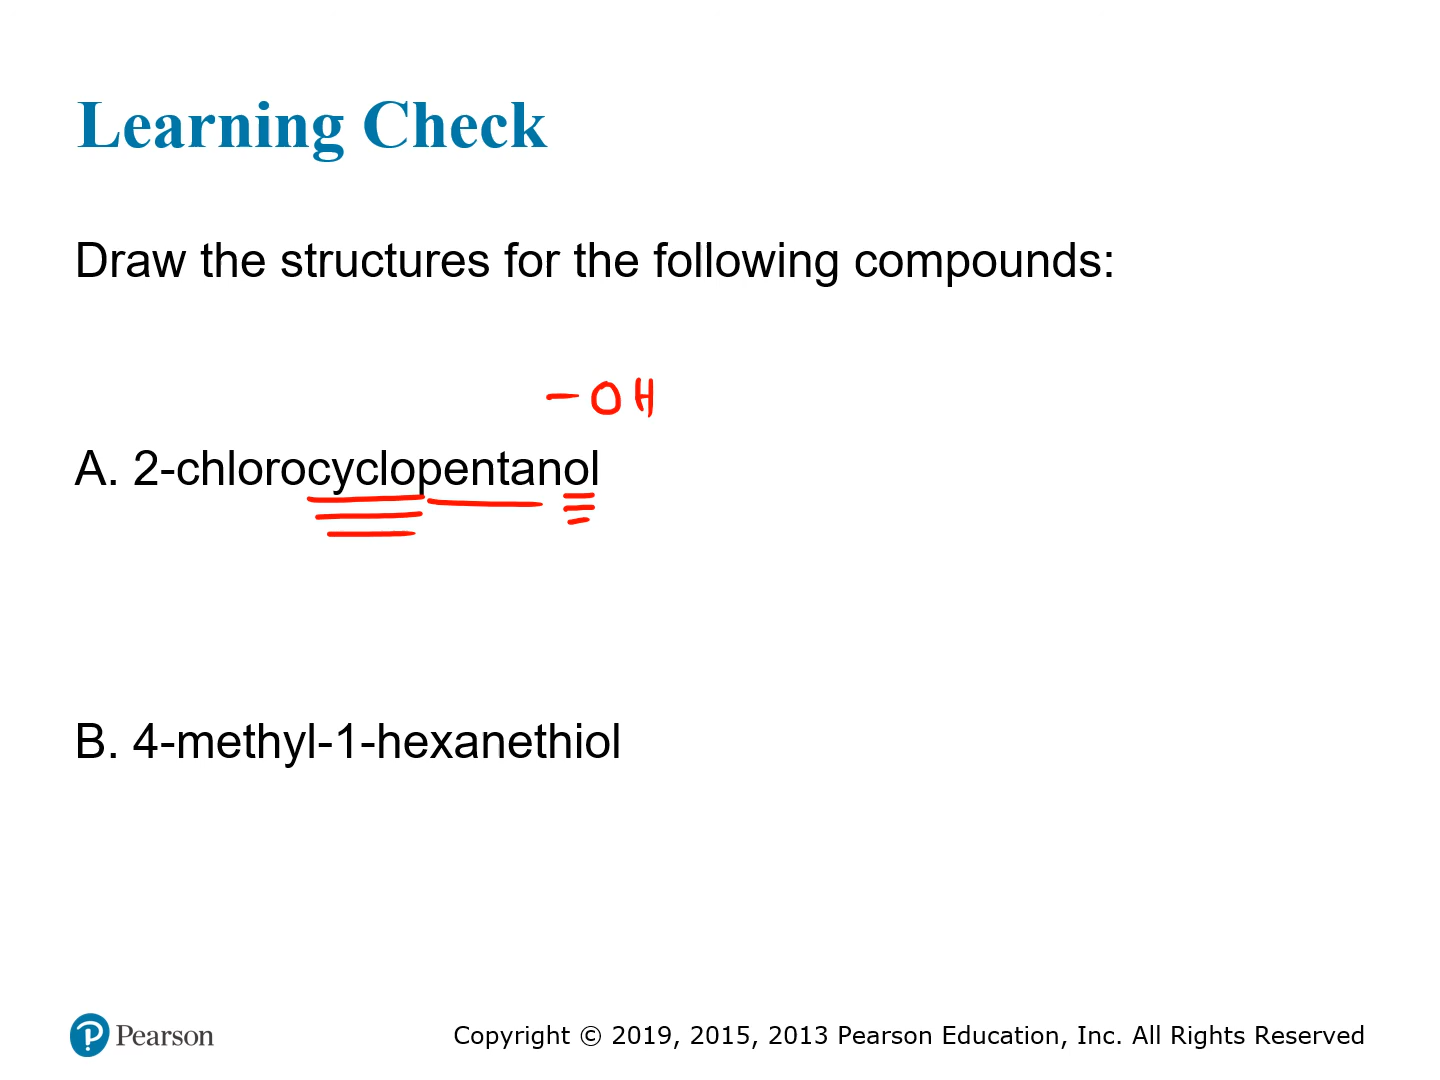 Learning Check
Draw the structures for the following compounds:
-OH
A. 2-chlorocyclopentanol
B. 4-methyl-1-hexanethiol
Pearson
Copyright © 2019, 2015, 2013 Pearson Education, Inc. All Rights Reserved